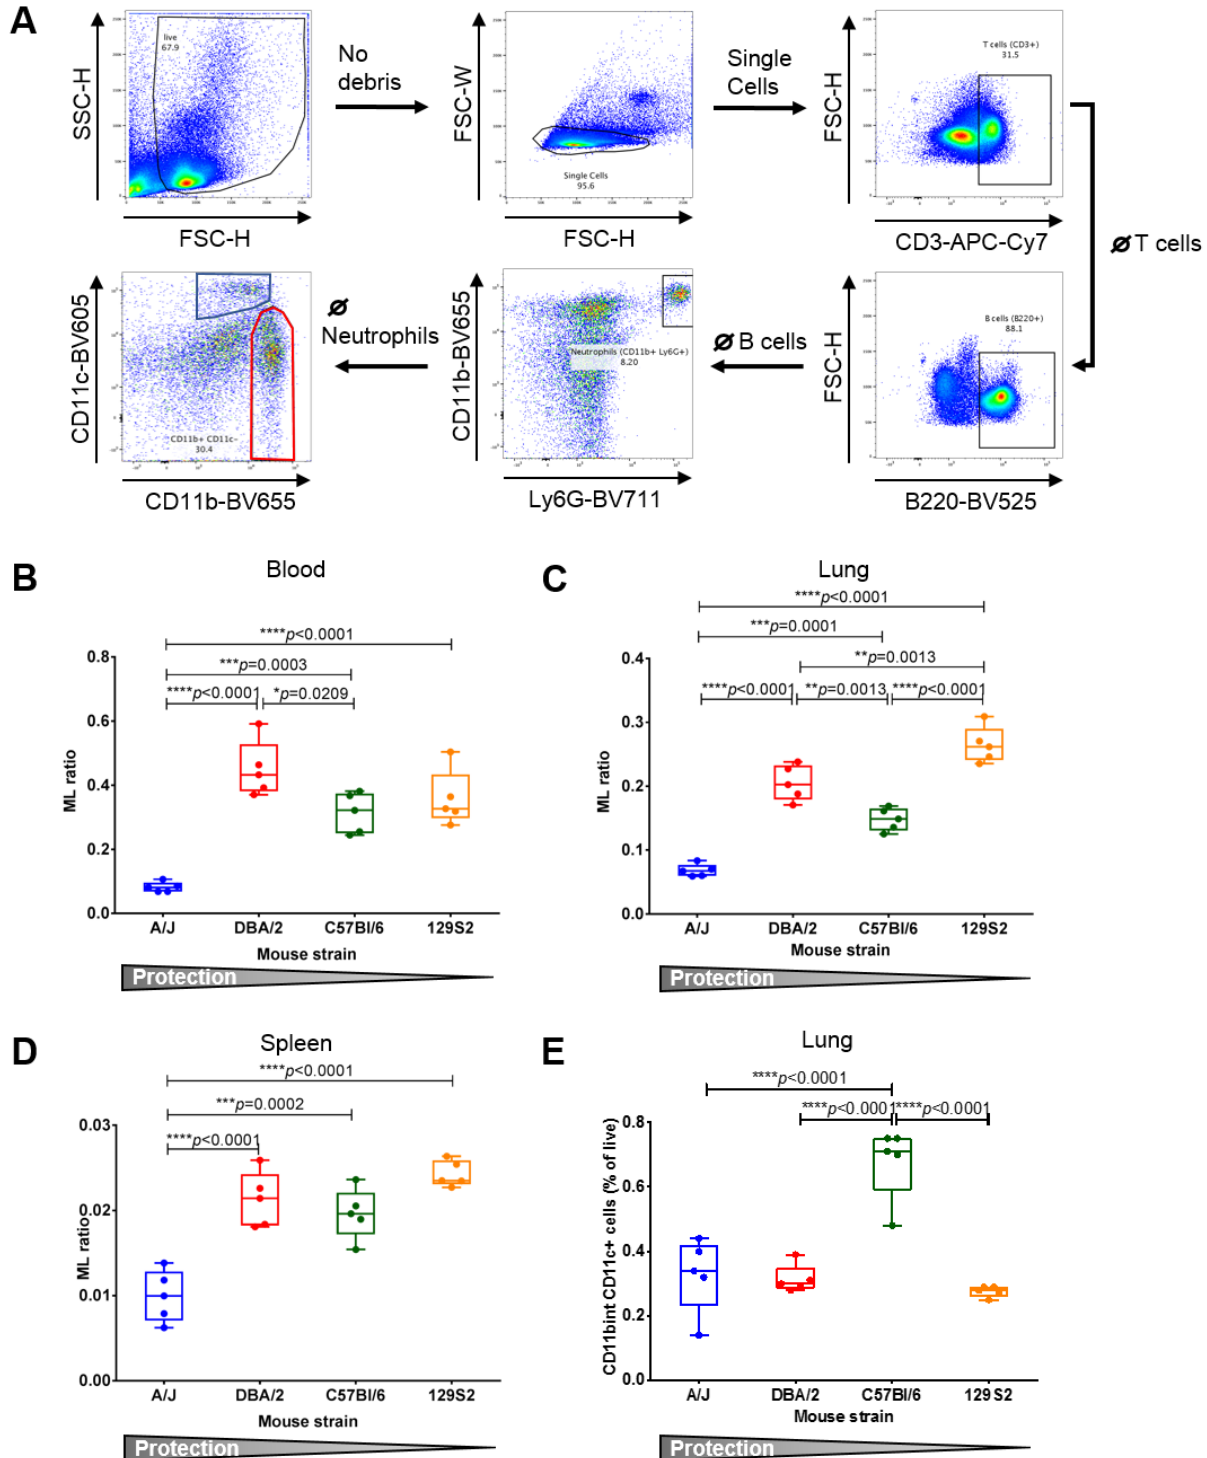 A
SSC-H
live
67.9
FSC-H
No
debris
FSC-W
Single Cells
95.6
FSC-H
Single
Cells
FSC-H
T cells (CD3+)
31.5
CD3-APC-Cy7
Ø T cells
CD11c-BV605
CD11b+ CD11c-
30.4
CD11b-BV655
Ø
Neutrophils
CD11b-BV655
Neutrophils (CD11b+ Ly6G+)
8.20
Ly6G-BV711
Ø B cells
FSC-H
B cells (B220+)
88.1
B220-BV525
B
Blood
****p<0.0001
***p=0.0003
****p<0.0001 *p=0.0209
ML ratio
0.8
0.6
0.4
0.2
0.0
A/J DBA/2 C57Bl/6 129S2
Mouse strain
Protection
C
Lung
****p<0.0001
***p=0.0001
**p=0.0013
****p<0.0001 **p=0.0013 ****p<0.0001
ML ratio
0.4
0.3
0.2
0.1
0.0
A/J DBA/2 C57Bl/6 129S2
Mouse strain
Protection
D
Spleen
****p<0.0001
***p=0.0002
****p<0.0001
ML ratio
0.03
0.02
0.01
0.00
A/J DBA/2 C57Bl/6 129S2
Mouse strain
Protection
E
Lung
****p<0.0001
****p<0.0001 ****p<0.0001
CD11bint CD11c+ cells (% of live)
0.8
0.6
0.4
0.2
0.0
A/J DBA/2 C57Bl/6 129S2
Mouse strain
Protection